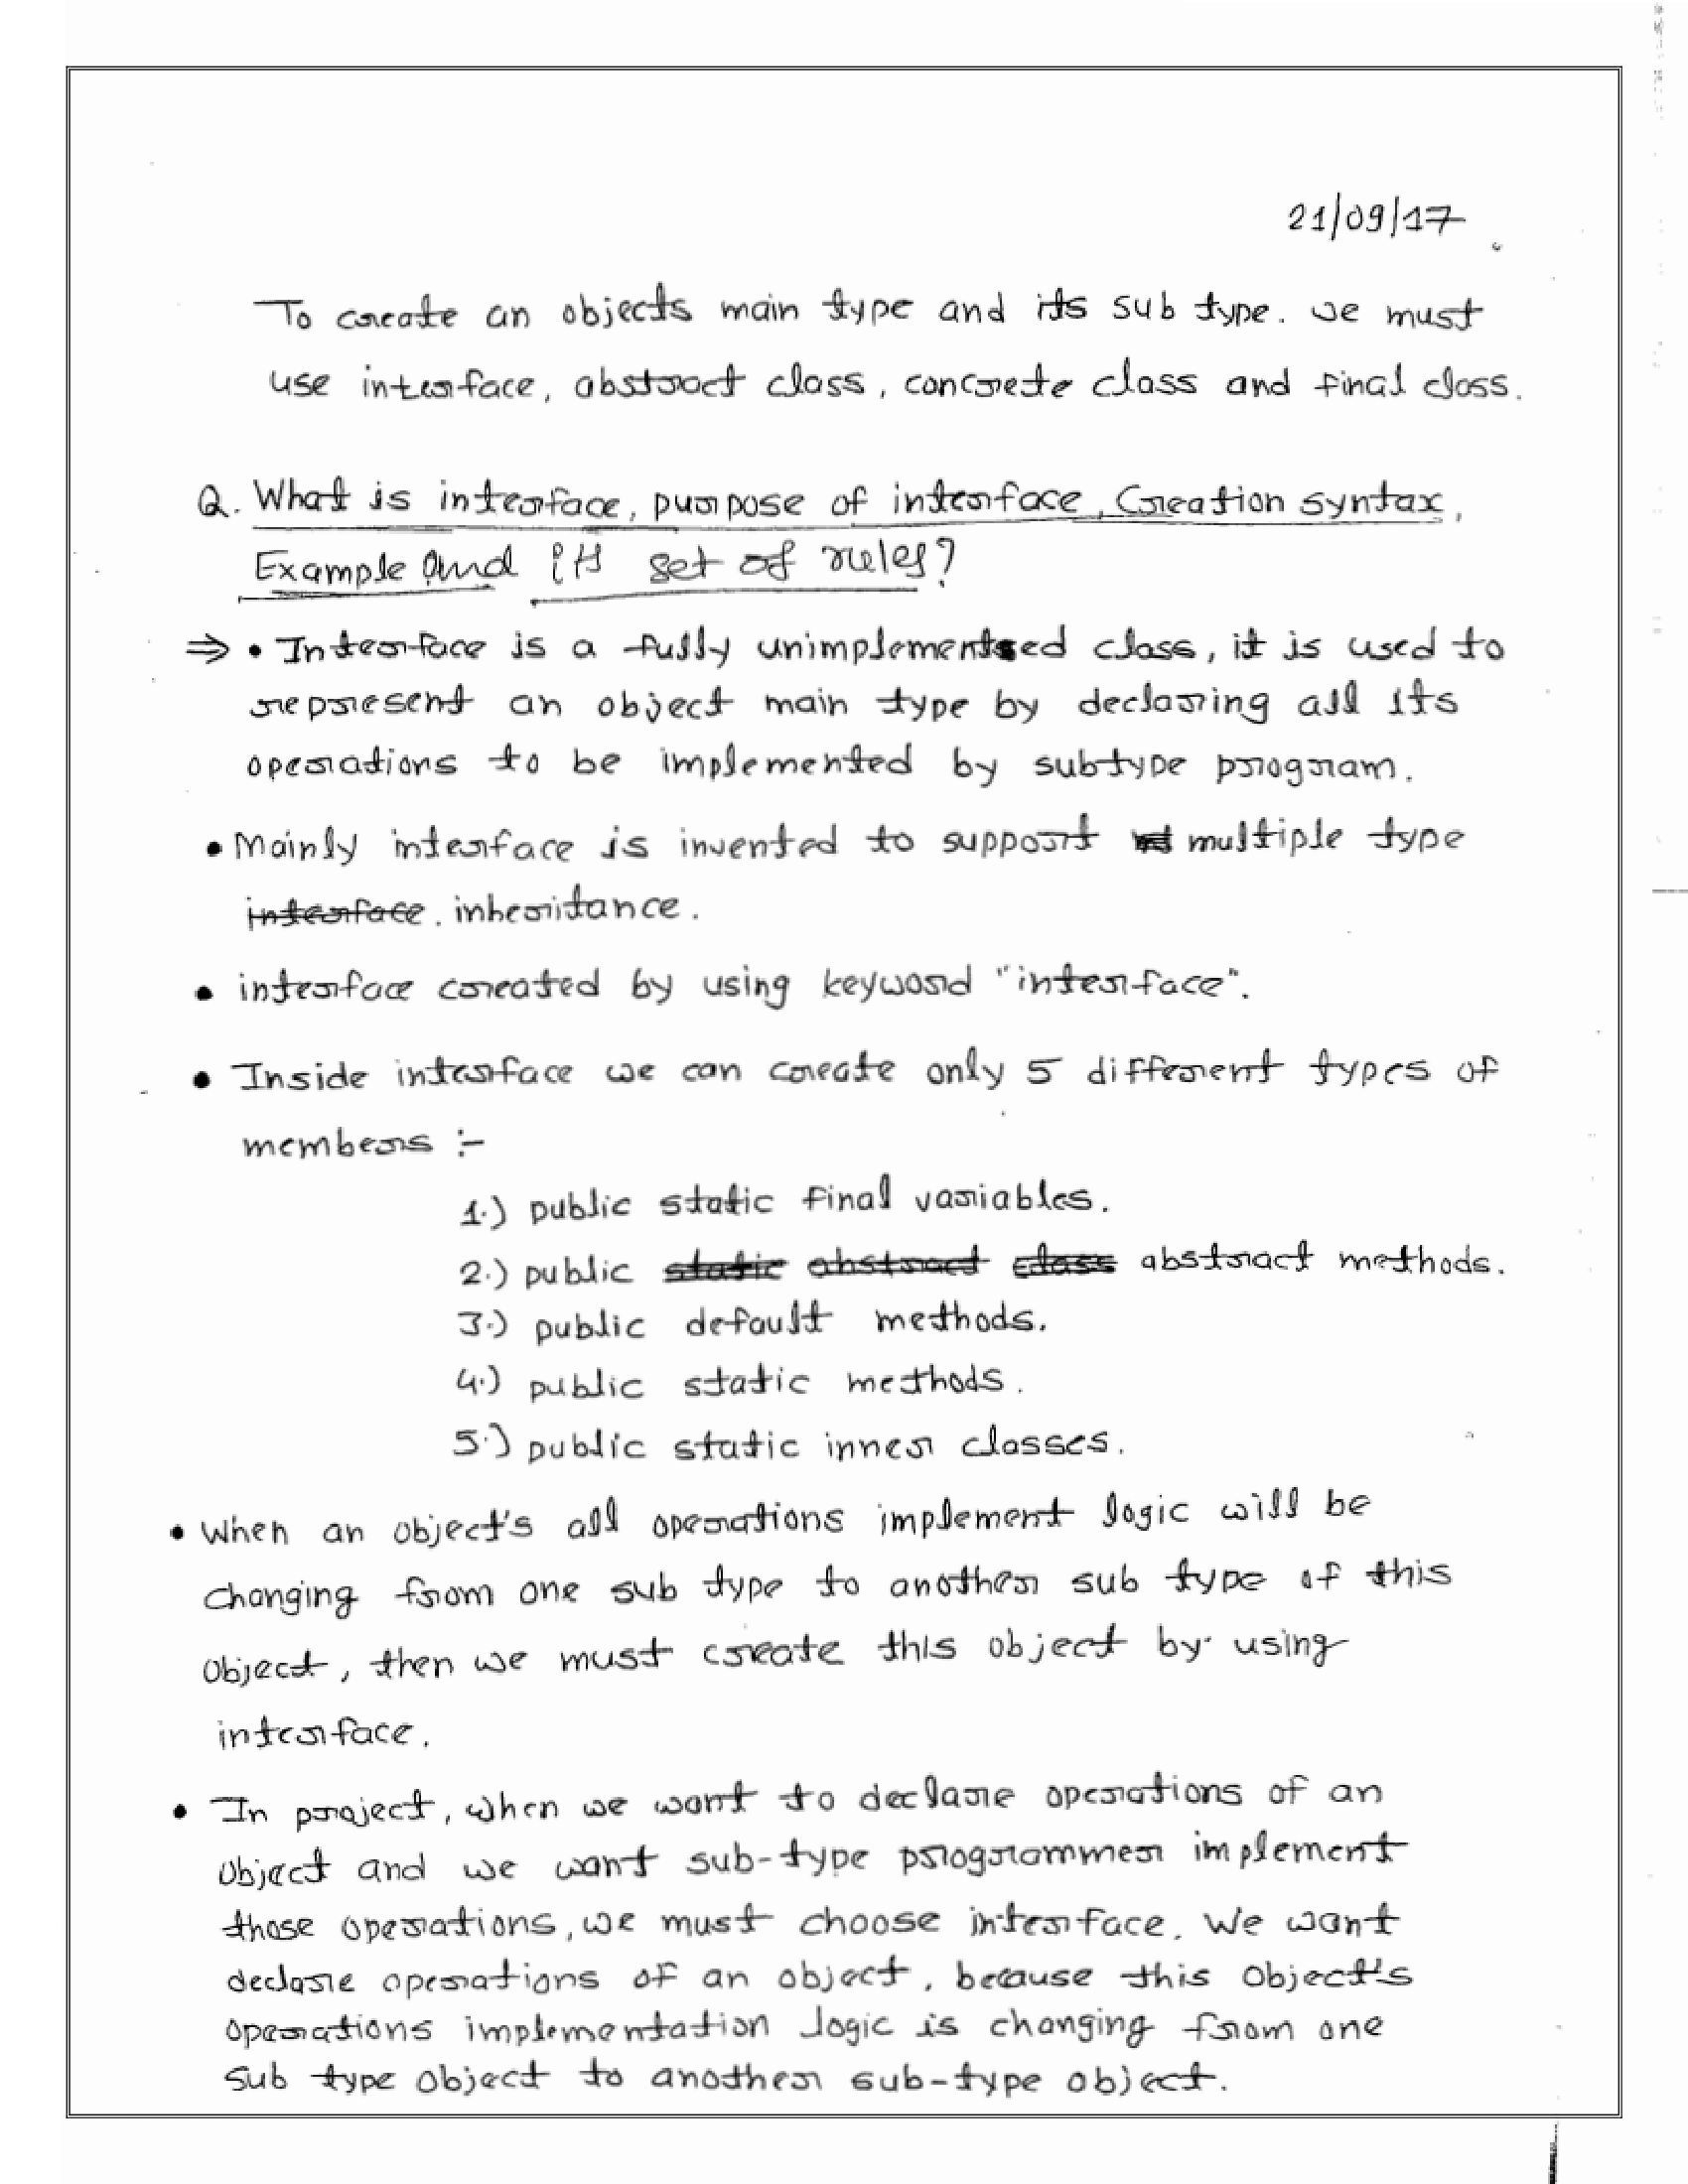 21/09/17
To create an objects main type and its sub type. we must
use interface, abstract class, concrete class and final class.
Q. What is interface, purpose of interface, Creation syntax,
Example and its set of rules?
⇒ • Interface is a fully unimplemented class, it is used to
represent an object main type by declaring all its
operations to be implemented by subtype program.
• Mainly interface is invented to support multiple type
interface. inheritance.
• interface created by using keyword "interface".
• Inside interface we can create only 5 different types of
members :-
1.) public static final variables.
2.) public static abstract class abstract methods.
3.) public default methods.
4.) public static methods.
5.) public static inner classes.
• When an object's all operations implement logic will be
changing from one sub type to another sub type of this
object, then we must create this object by using
interface.
• In project, when we want to declare operations of an
object and we want sub-type programmer implement
those operations, we must choose interface. We want
declare operations of an object, because this object's
operations implementation logic is changing from one
sub type object to another sub-type object.